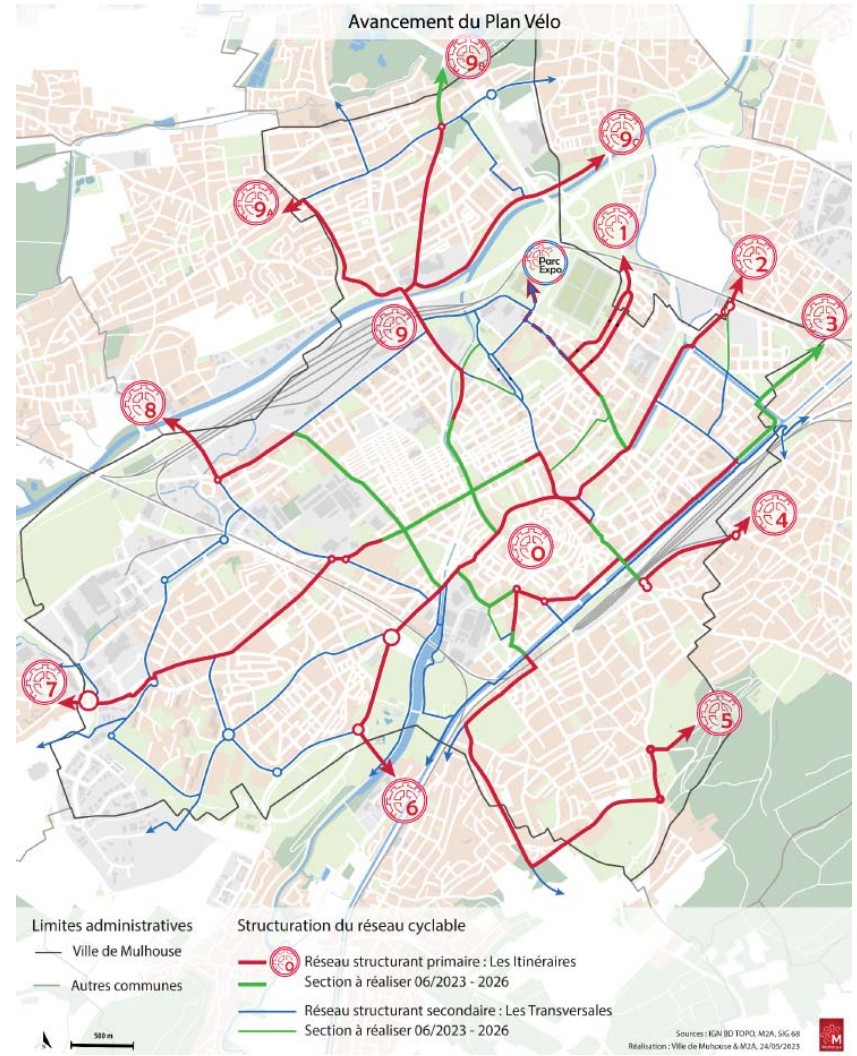 Avancement du Plan Vélo
9B
9C
9A
1
Parc
Expo
2
9
3
8
4
0
7
5
6
Limites administratives
Ville de Mulhouse
Autres communes
500 m
Structuration du réseau cyclable
0
Réseau structurant primaire : Les Itinéraires
Section à réaliser 06/2023 - 2026
Réseau structurant secondaire : Les Transversales
Section à réaliser 06/2023 - 2026
Sources : IGN BD TOPO, M2A, SIG 68
Réalisation : Ville de Muhouse & M2A, 24/05/2023
M